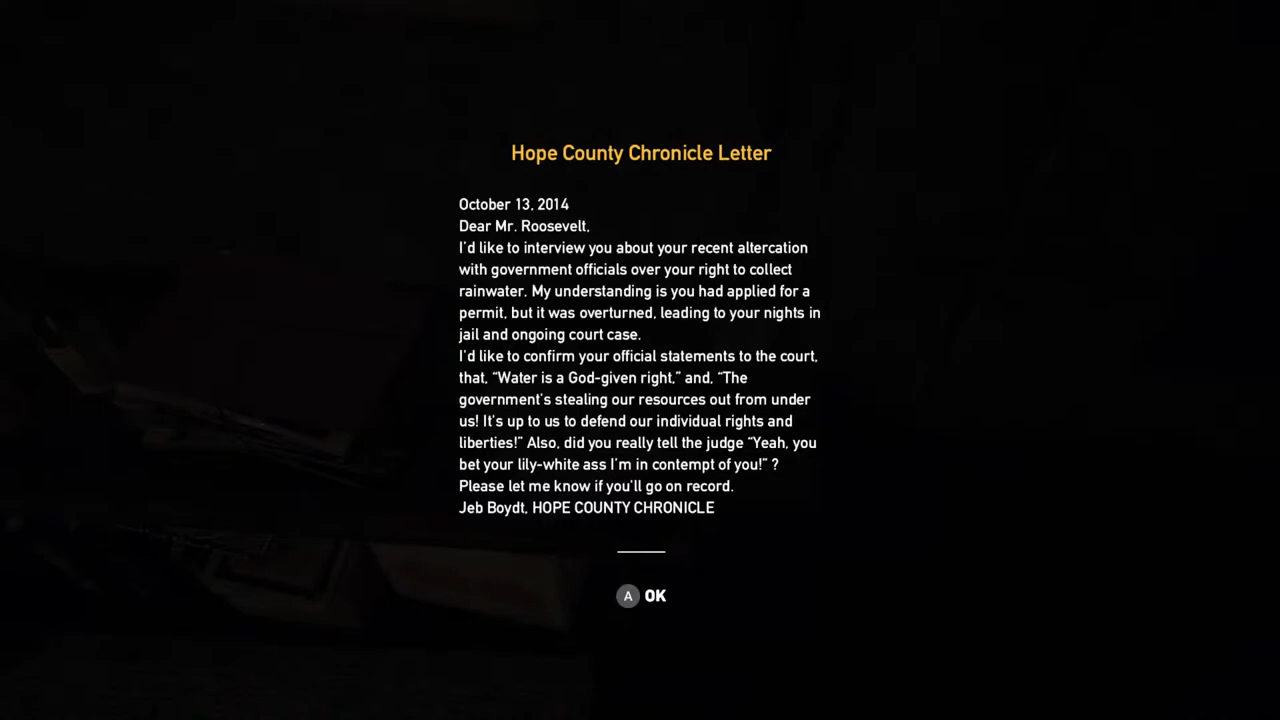 Hope County Chronicle Letter
October 13, 2014
Dear Mr. Roosevelt,
I'd like to interview you about your recent altercation
with government officials over your right to collect
rainwater. My understanding is you had applied for a
permit, but it was overturned, leading to your nights in
jail and ongoing court case.
I'd like to confirm your official statements to the court,
that, “Water is a God-given right,” and, “The
government's stealing our resources out from under
us! It's up to us to defend our individual rights and
liberties!” Also, did you really tell the judge “Yeah, you
bet your lily-white ass I'm in contempt of you!” ?
Please let me know if you'll go on record.
Jeb Boydt, HOPE COUNTY CHRONICLE
A OK